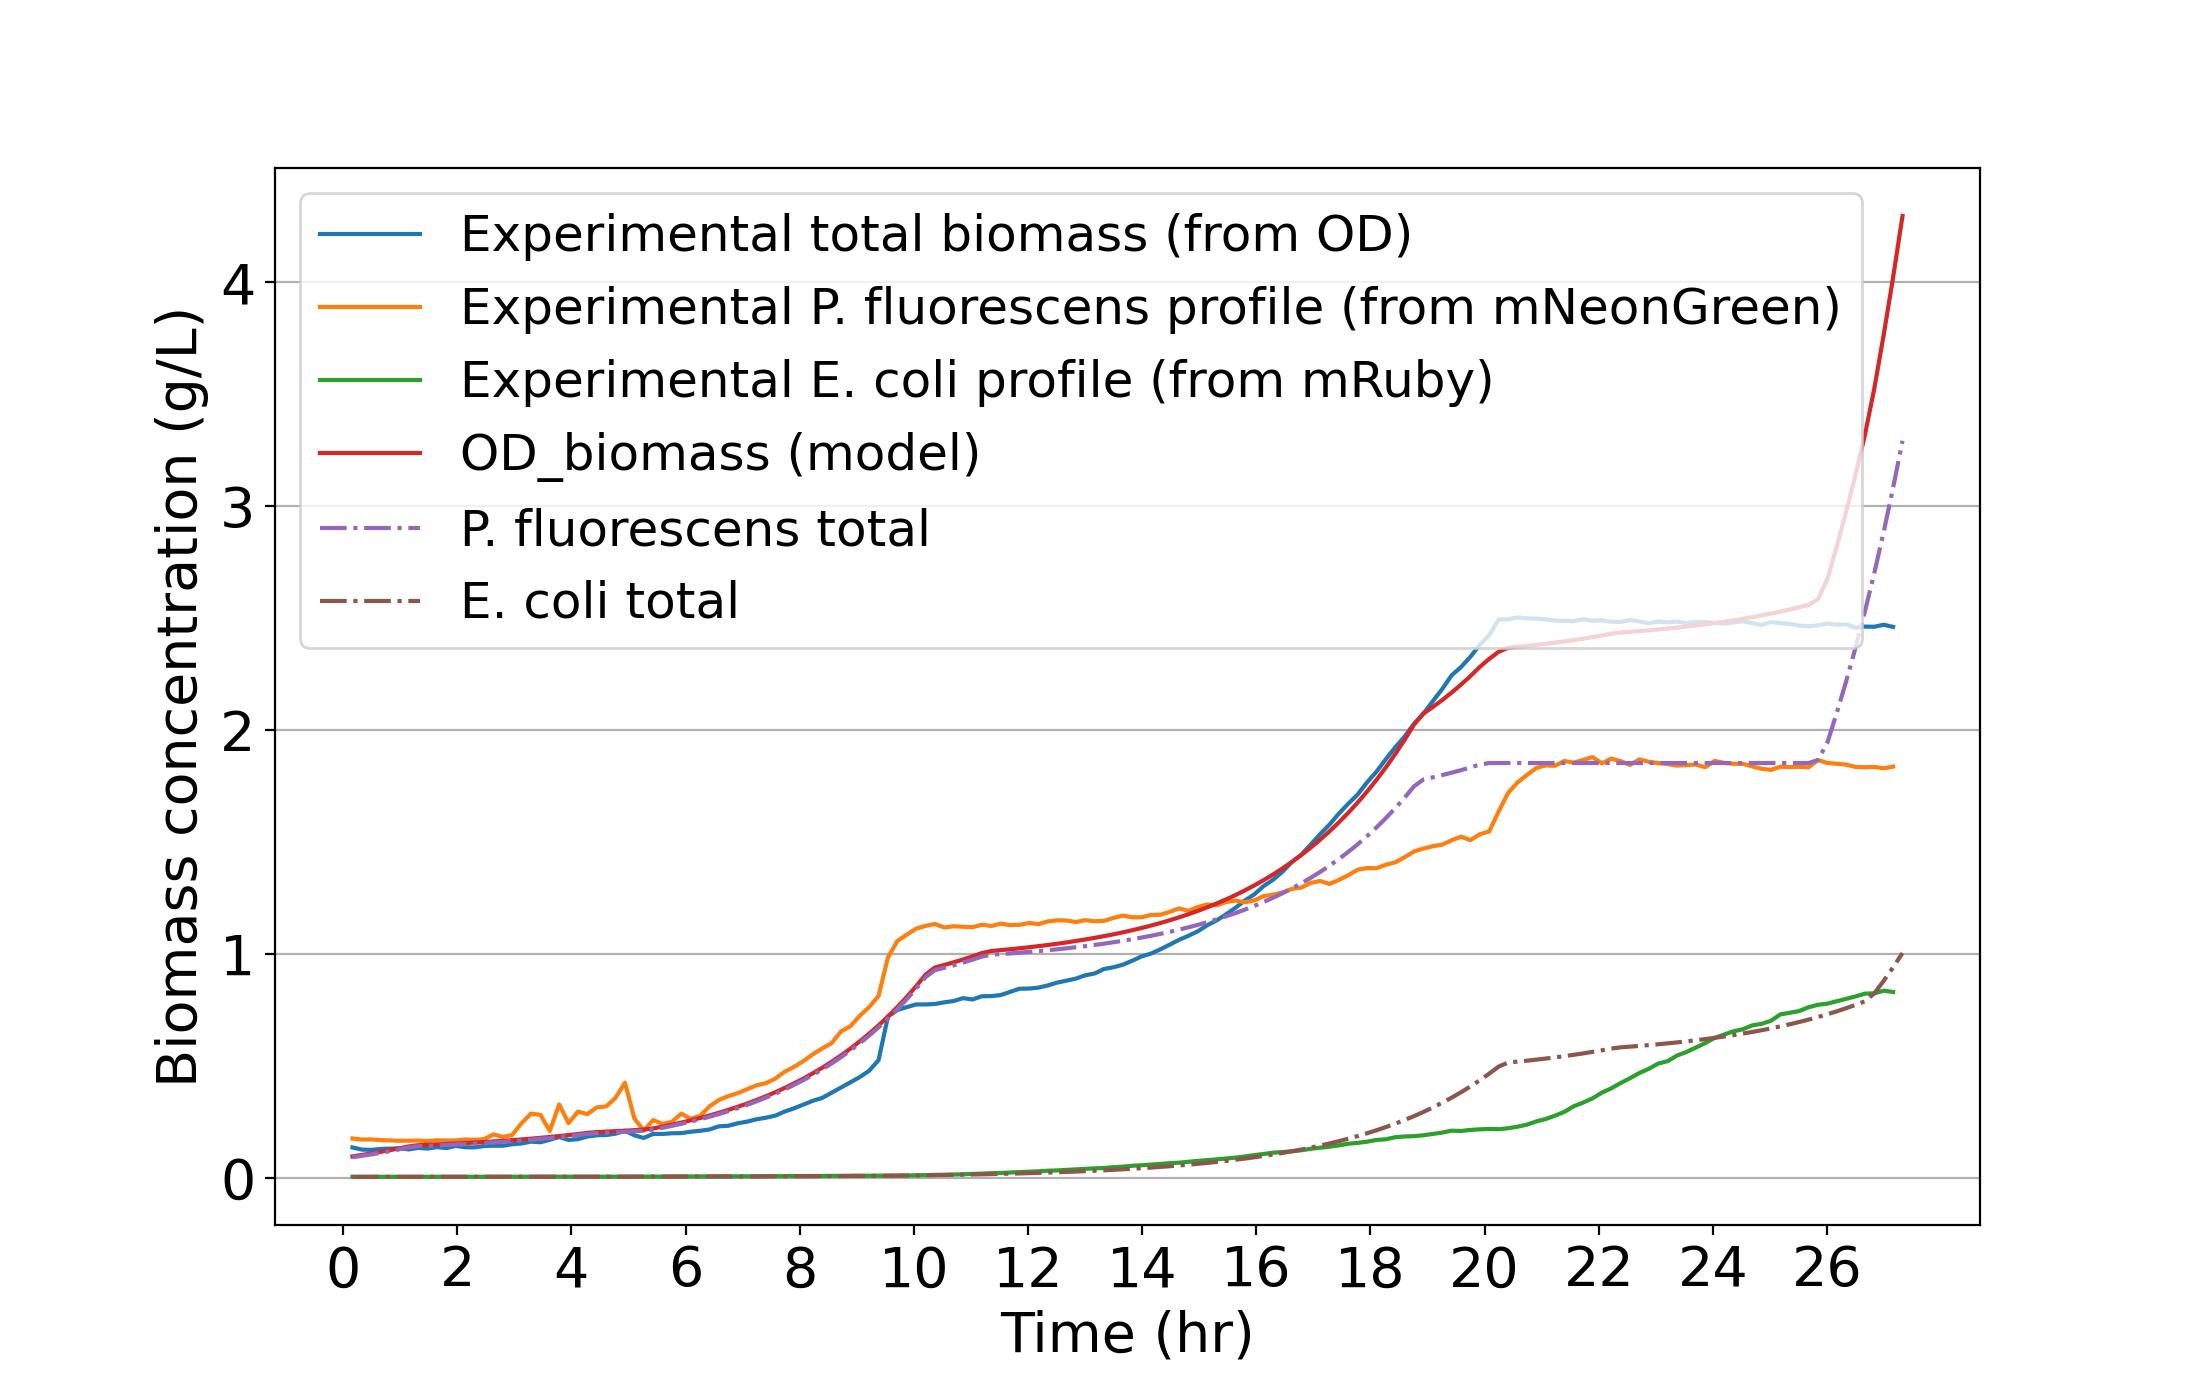 Experimental total biomass (from OD)
Experimental P. fluorescens profile (from mNeonGreen)
Experimental E. coli profile (from mRuby)
OD_biomass (model)
P. fluorescens total
E. coli total
Biomass concentration (g/L)
4
3
2
1
0
0 2 4 6 8 10 12 14 16 18 20 22 24 26
Time (hr)